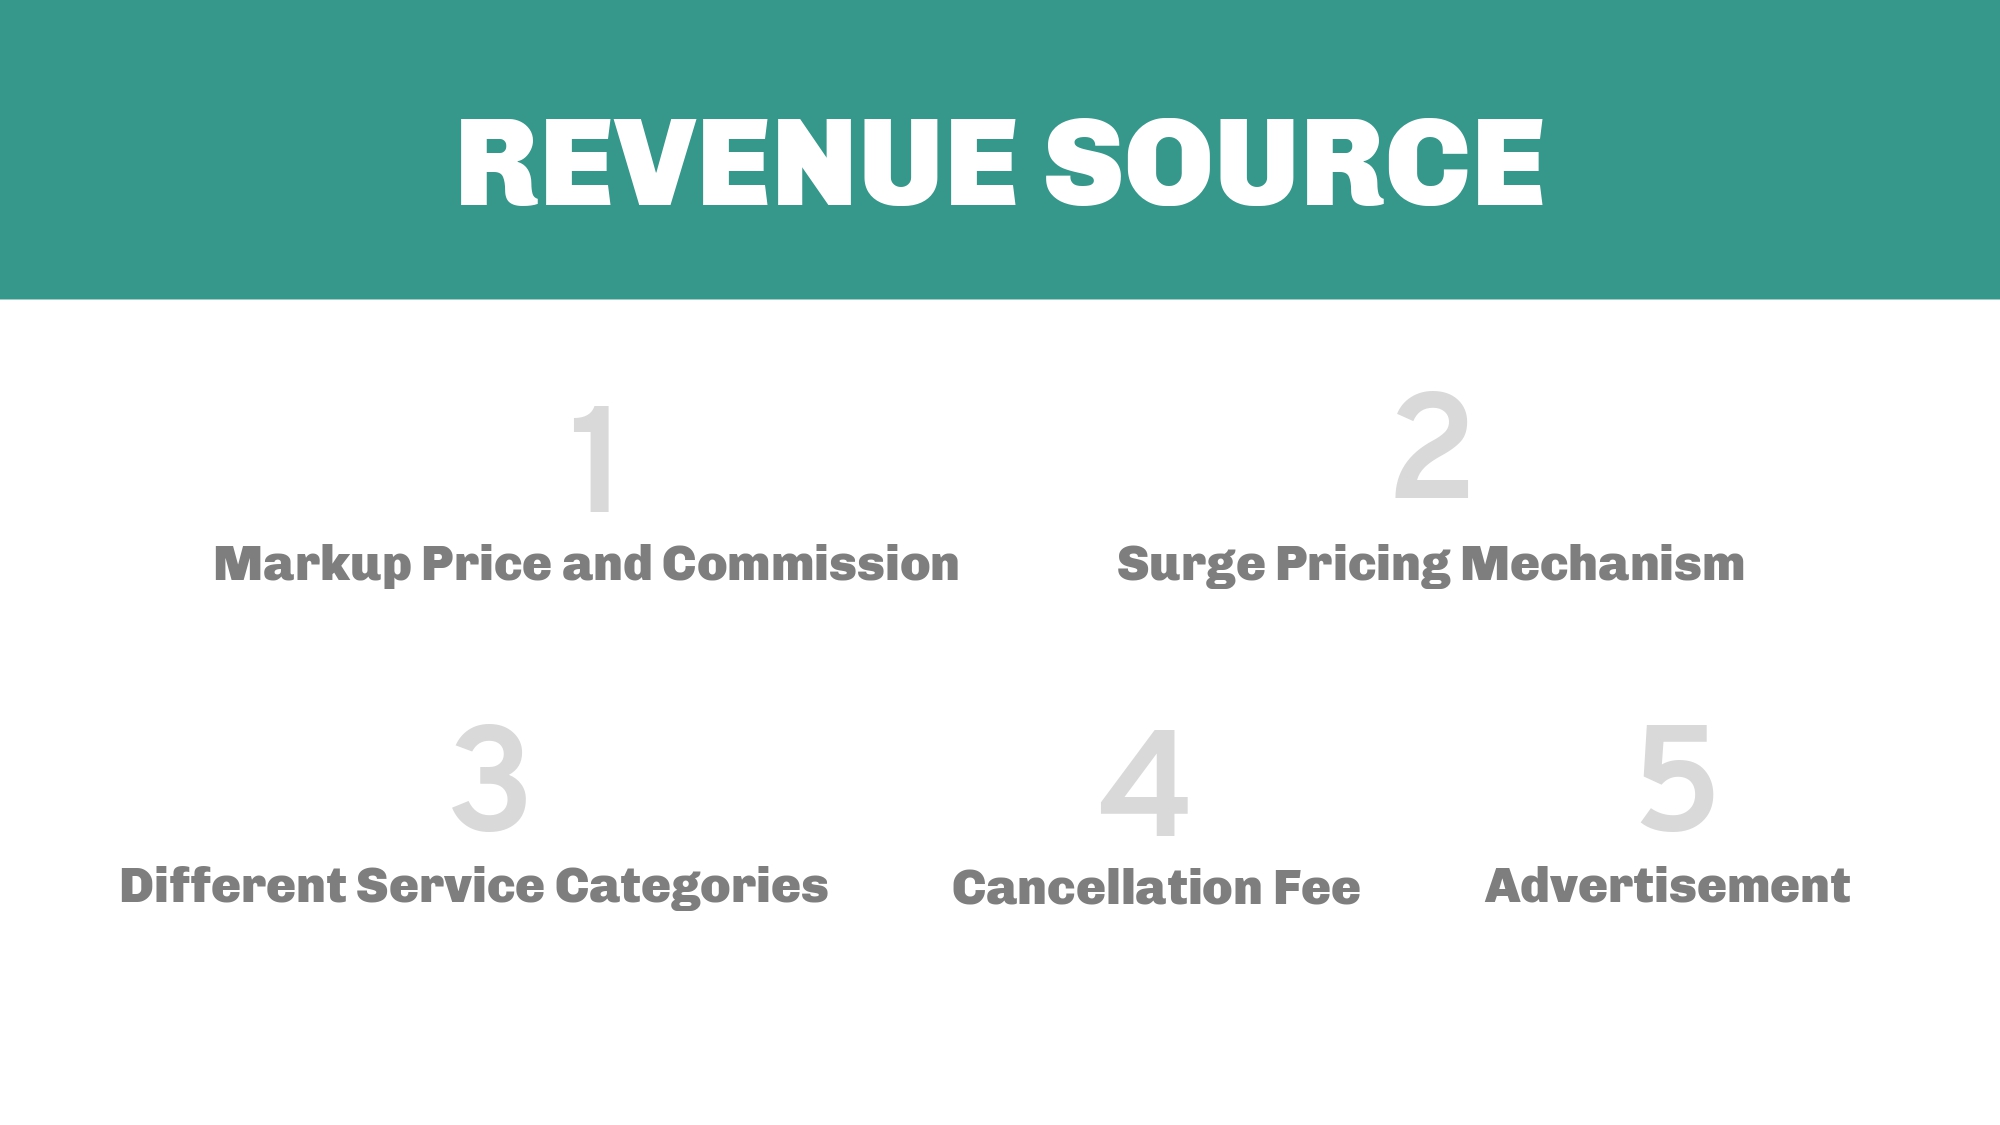 REVENUE SOURCE
1
Markup Price and Commission
2
Surge Pricing Mechanism
3
Different Service Categories
4
Cancellation Fee
5
Advertisement